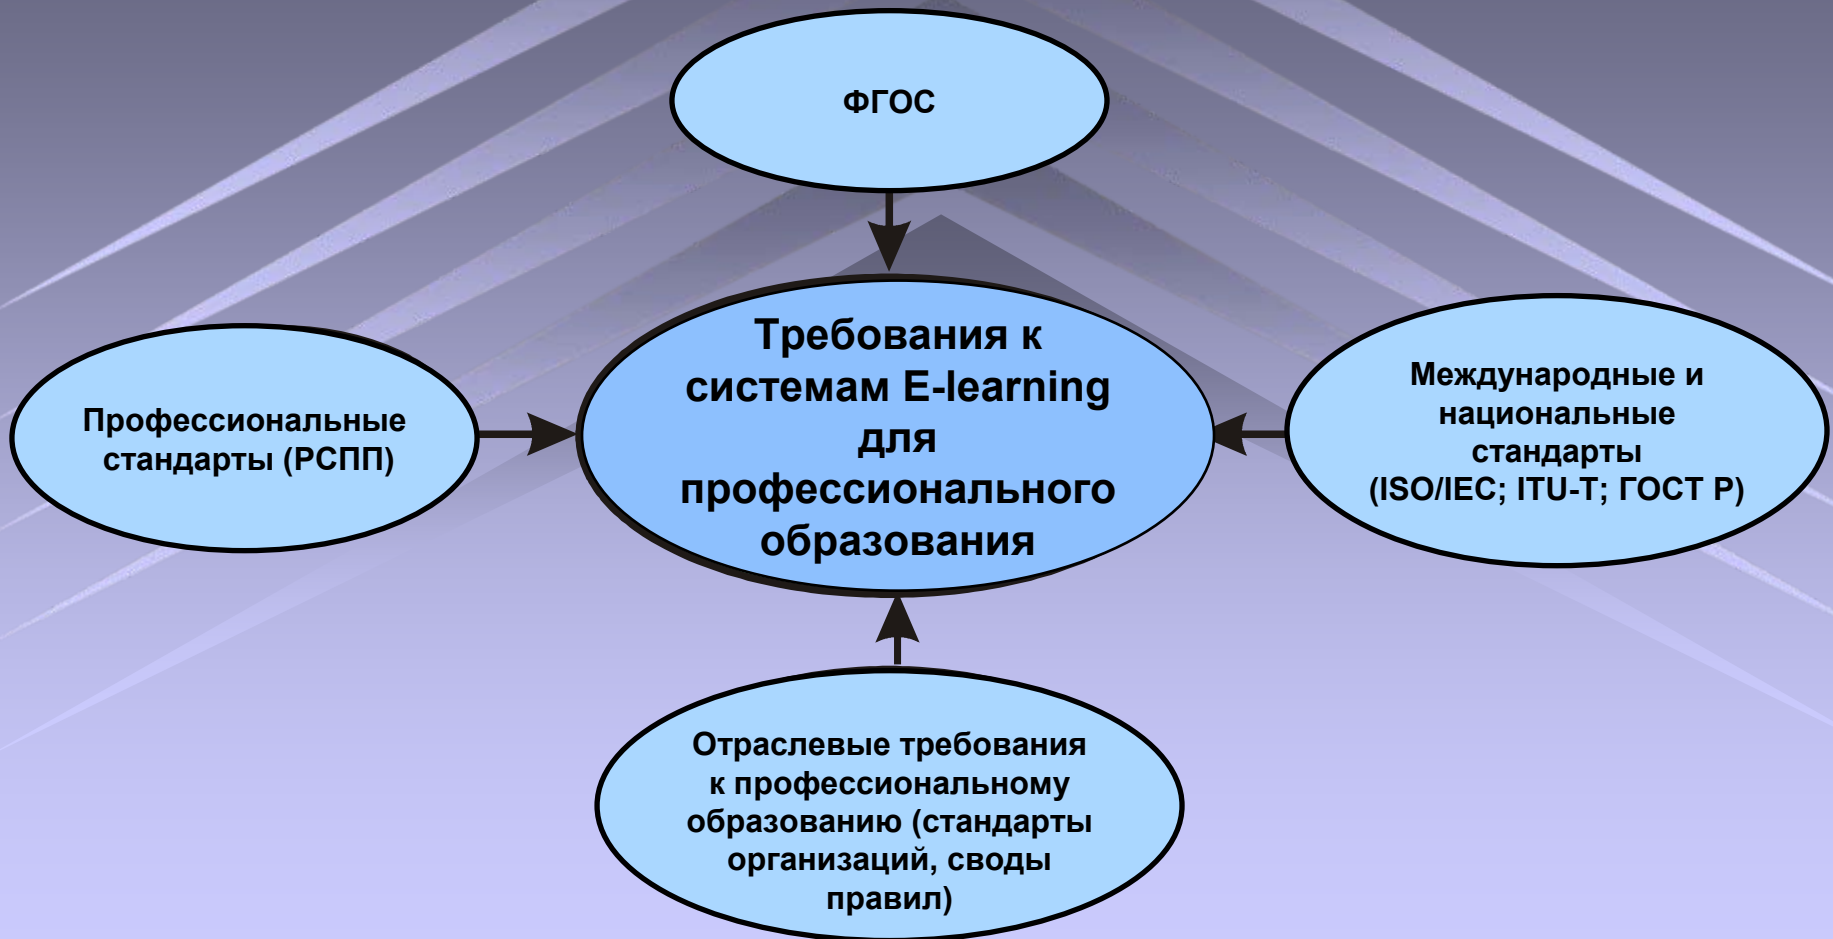 ФГОС
Требования к
системам E-learning
для
профессионального
образования
Профессиональные
стандарты (РСПП)
Международные и
национальные
стандарты
(ISO/IEC; ITU-T; ГОСТ Р)
Отраслевые требования
к профессиональному
образованию (стандарты
организаций, своды
правил)